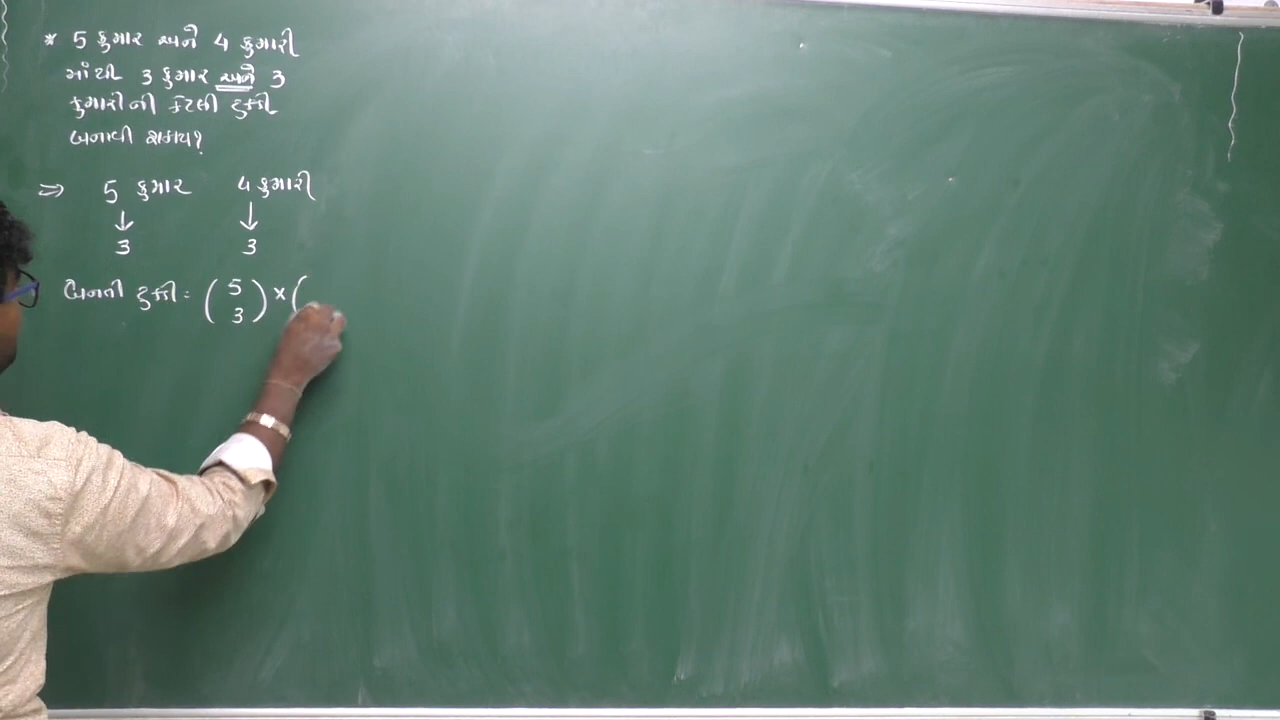 * 5 કુમાર અને 4 કુમારી
માંથી 3 કુમાર અને 3
કુમારીની કેટલી ટુકડી
બનાવી શકાય?
⇒ 5 કુમાર 4 કુમારી
↓ ↓
3 3
બનતી ટુકડી = (5 3) × (